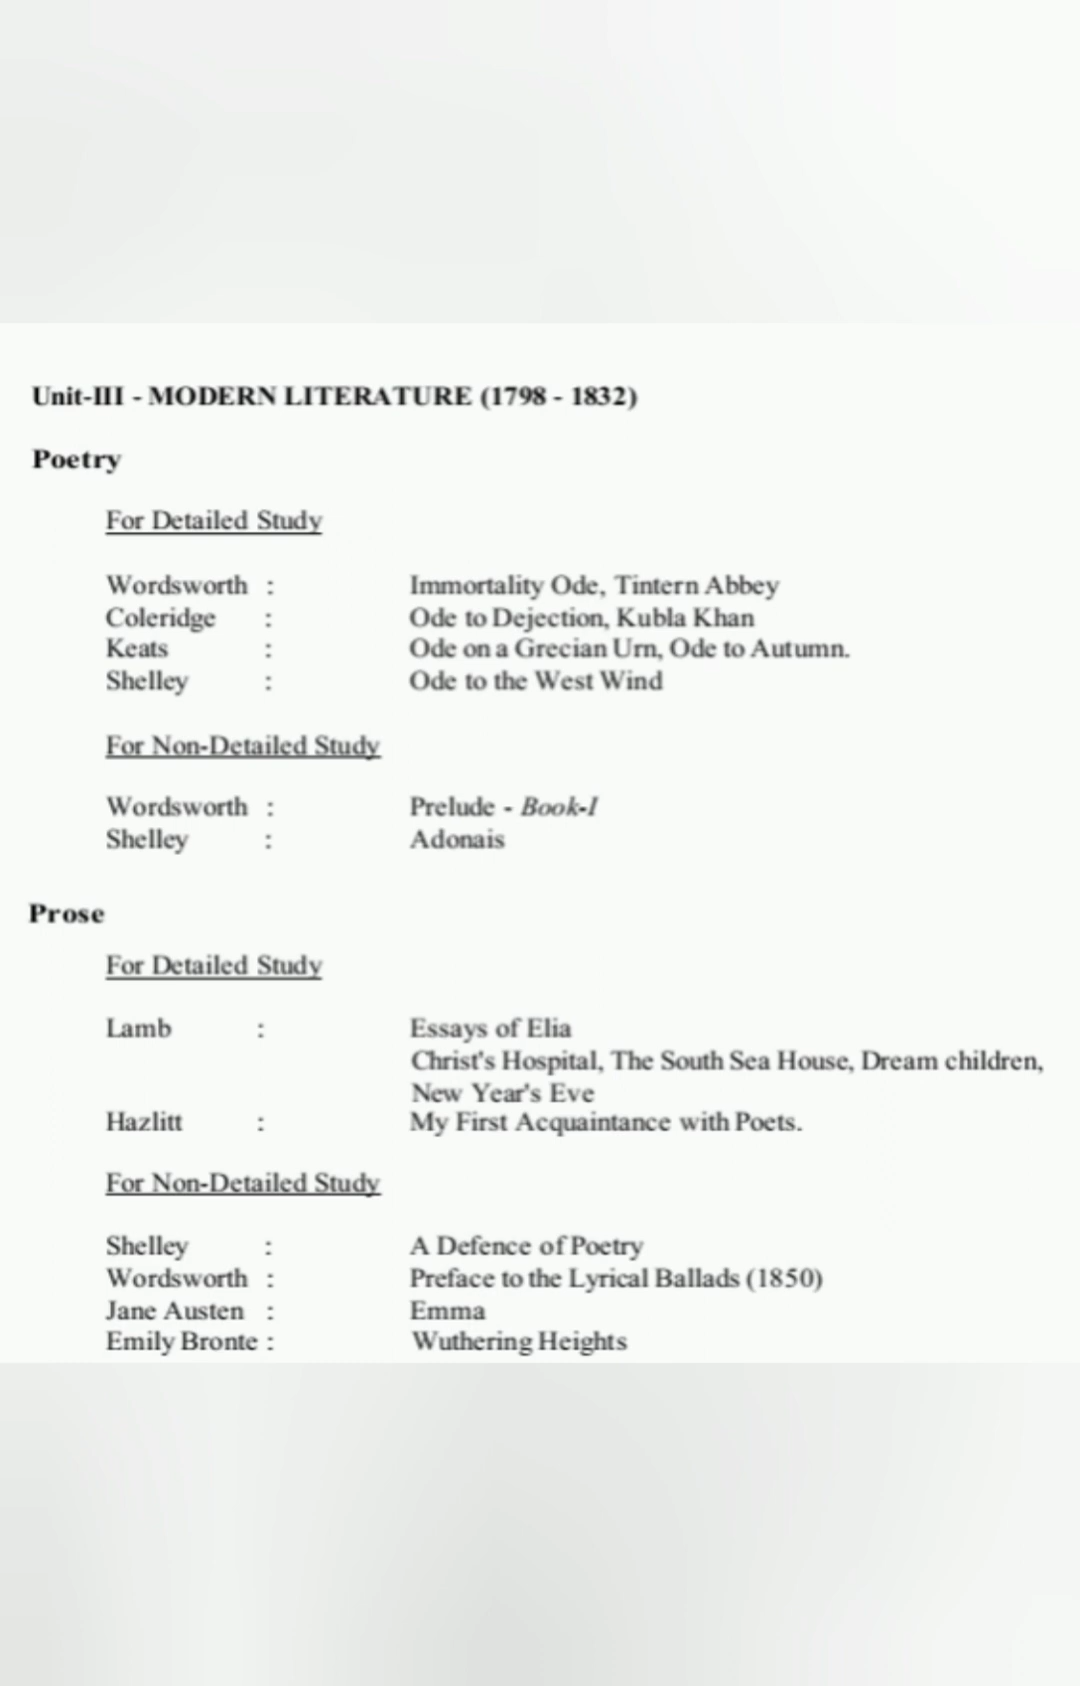 Unit-III - MODERN LITERATURE (1798 - 1832)
Poetry
For Detailed Study
Wordsworth : Immortality Ode, Tintern Abbey
Coleridge : Ode to Dejection, Kubla Khan
Keats : Ode on a Grecian Urn, Ode to Autumn.
Shelley : Ode to the West Wind
For Non-Detailed Study
Wordsworth : Prelude - Book-I
Shelley : Adonais
Prose
For Detailed Study
Lamb : Essays of Elia
Christ's Hospital, The South Sea House, Dream children,
New Year's Eve
Hazlitt : My First Acquaintance with Poets.
For Non-Detailed Study
Shelley : A Defence of Poetry
Wordsworth : Preface to the Lyrical Ballads (1850)
Jane Austen : Emma
Emily Bronte : Wuthering Heights